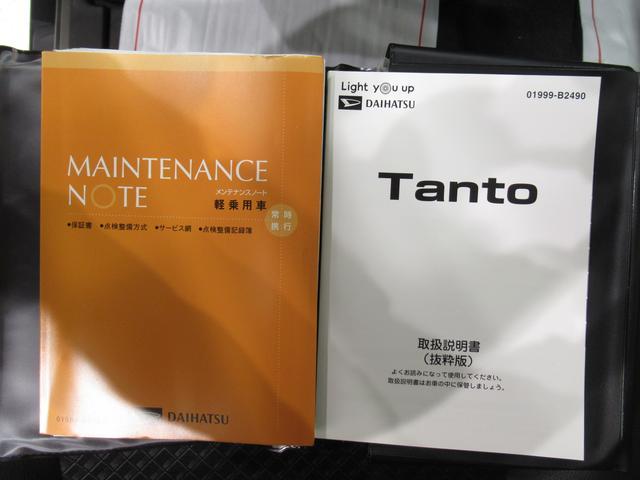 MAINTENANCE
NOTE
メンテナンスノート
軽乗用車
常時
携行
●保証書 ●点検整備方式 ●サービス網 ●点検整備記録簿
DAIHATSU
Light you up
DAIHATSU
01999-B2490
Tanto
取扱説明書
(抜粋版)
よくお読みになって使用してください。
取扱説明書はお車の中に保管しましょう。